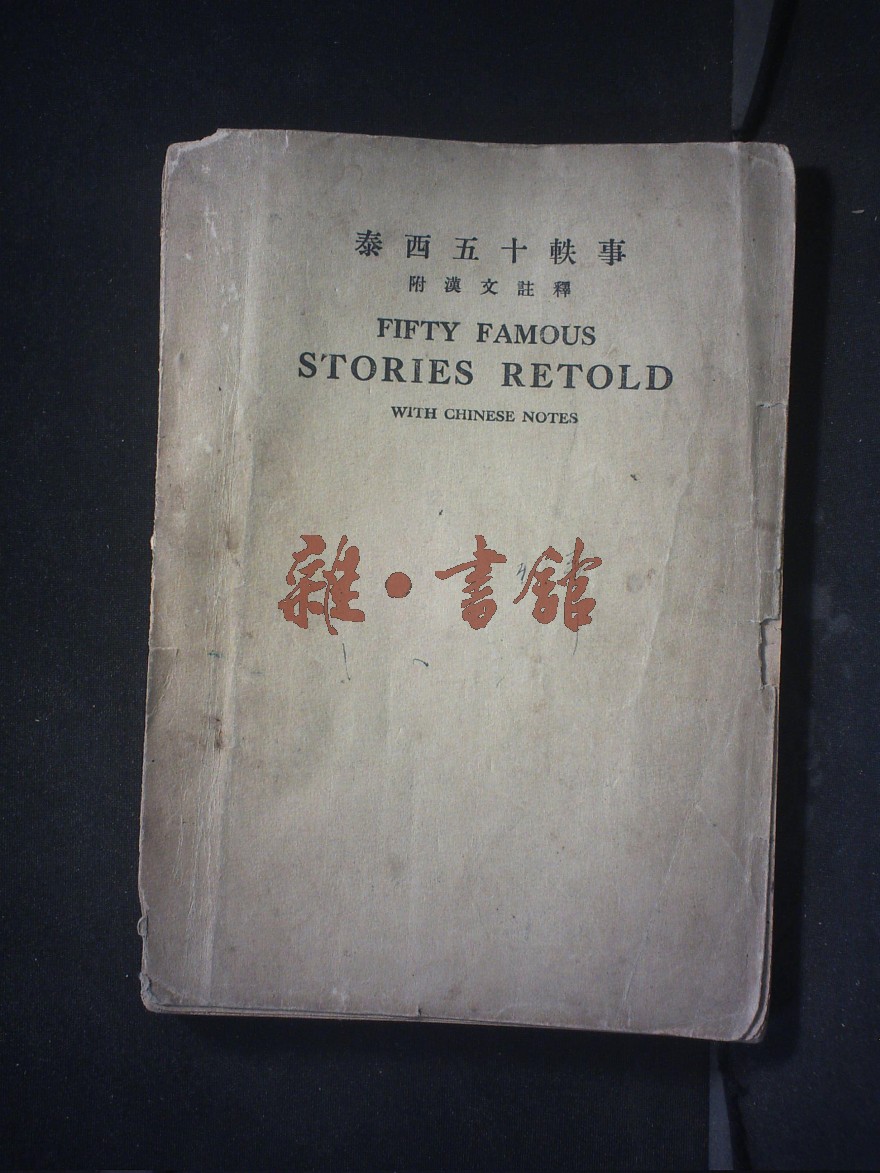 泰西五十軼事
附漢文註釋
FIFTY FAMOUS
STORIES RETOLD
WITH CHINESE NOTES
雜·書館